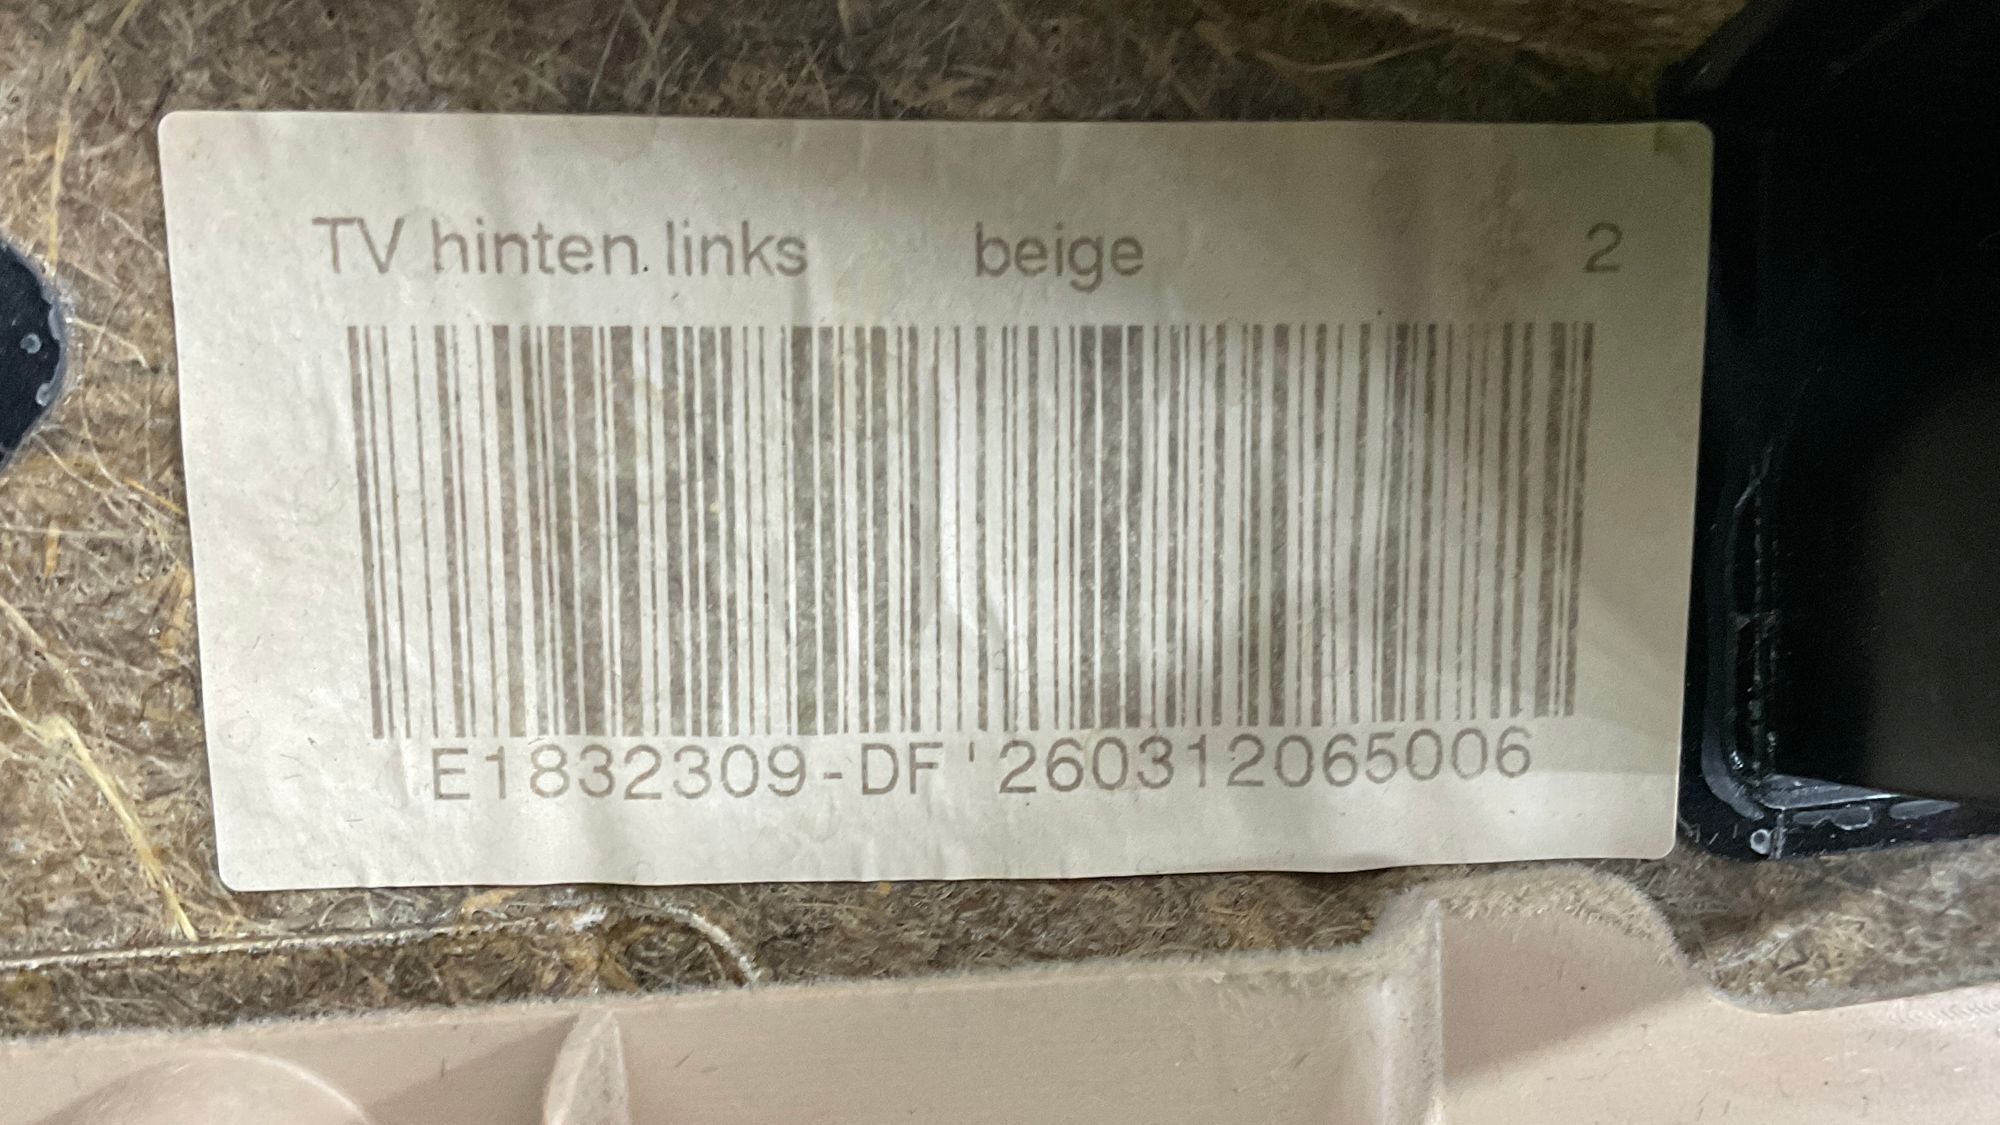 TV hinten links beige 2
E1832309-DF'260312065006